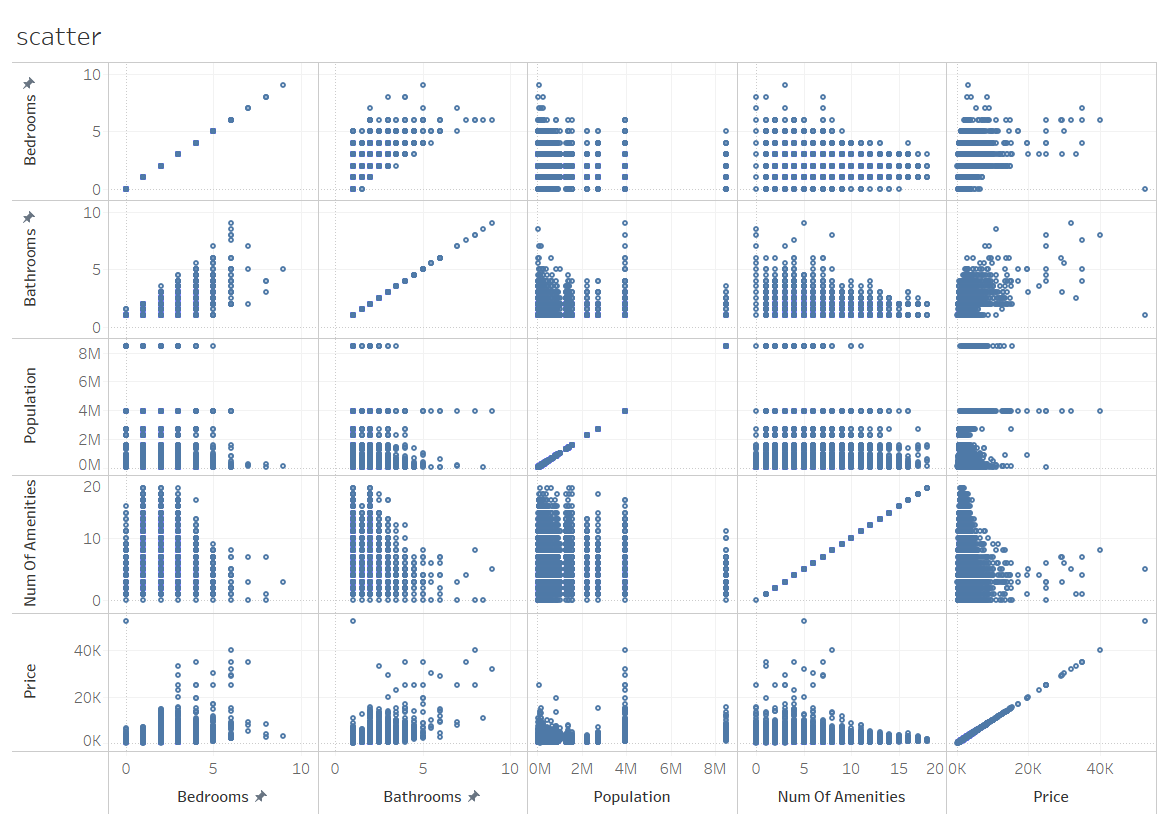 scatter
Bedrooms
10
5
0
Bathrooms
10
5
0
Population
8M
6M
4M
2M
0M
Num Of Amenities
20
10
0
Price
40K
20K
0K
0 5 10 0 5 10 0M 2M 4M 6M 8M 0 5 10 15 20 0K 20K 40K
Bedrooms Bathrooms Population Num Of Amenities Price